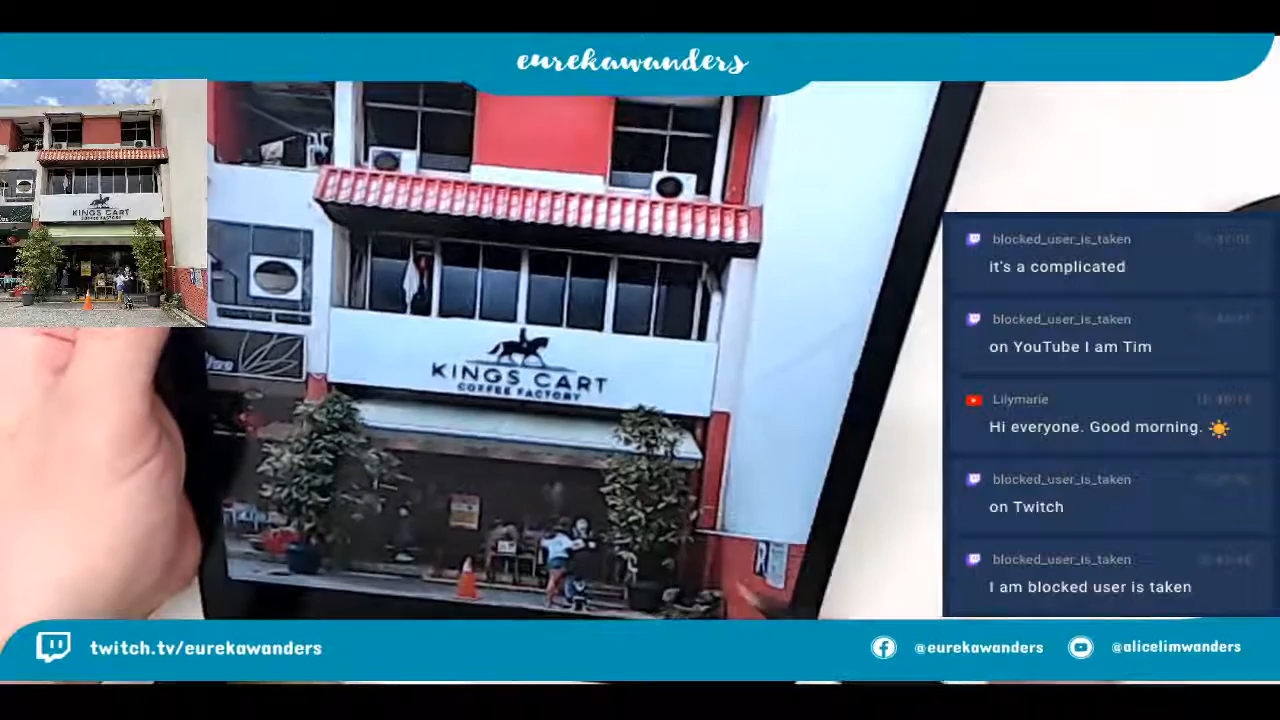 eurekawanders
KINGS CART
COFFEE FACTORY
KINGS CART
COFFEE FACTORY
blocked_user_is_taken
it's a complicated
blocked_user_is_taken
on YouTube I am Tim
Lilymarie
Hi everyone. Good morning. ☀️
blocked_user_is_taken
on Twitch
blocked_user_is_taken
I am blocked user is taken
twitch.tv/eurekawanders
@eurekawanders
@alicelimwanders